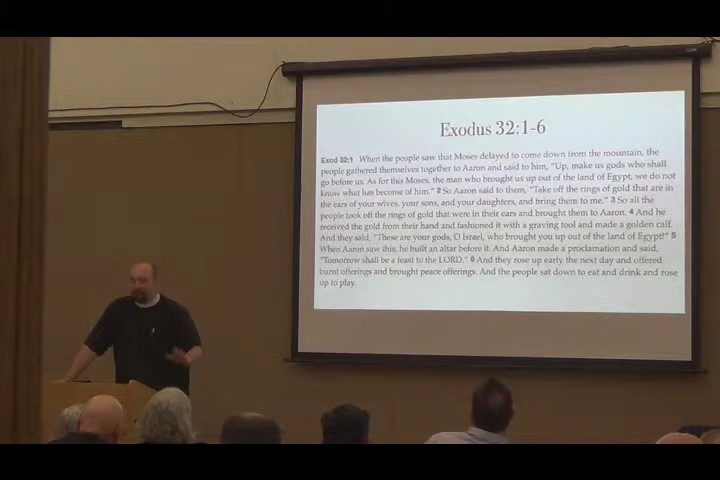 Exodus 32:1-6
Exod 32:1 When the people saw that Moses delayed to come down from the mountain, the
people gathered themselves together to Aaron and said to him, "Up, make us gods who shall
go before us. As for this Moses, the man who brought us up out of the land of Egypt, we do not
know what has become of him." 2 So Aaron said to them, "Take off the rings of gold that are in
the ears of your wives, your sons, and your daughters, and bring them to me." 3 So all the
people took off the rings of gold that were in their ears and brought them to Aaron. 4 And he
received the gold from their hand and fashioned it with a graving tool and made a golden calf.
And they said, "These are your gods, O Israel, who brought you up out of the land of Egypt!" 5
When Aaron saw this, he built an altar before it. And Aaron made a proclamation and said,
"Tomorrow shall be a feast to the LORD." 6 And they rose up early the next day and offered
burnt offerings and brought peace offerings. And the people sat down to eat and drink and rose
up to play.